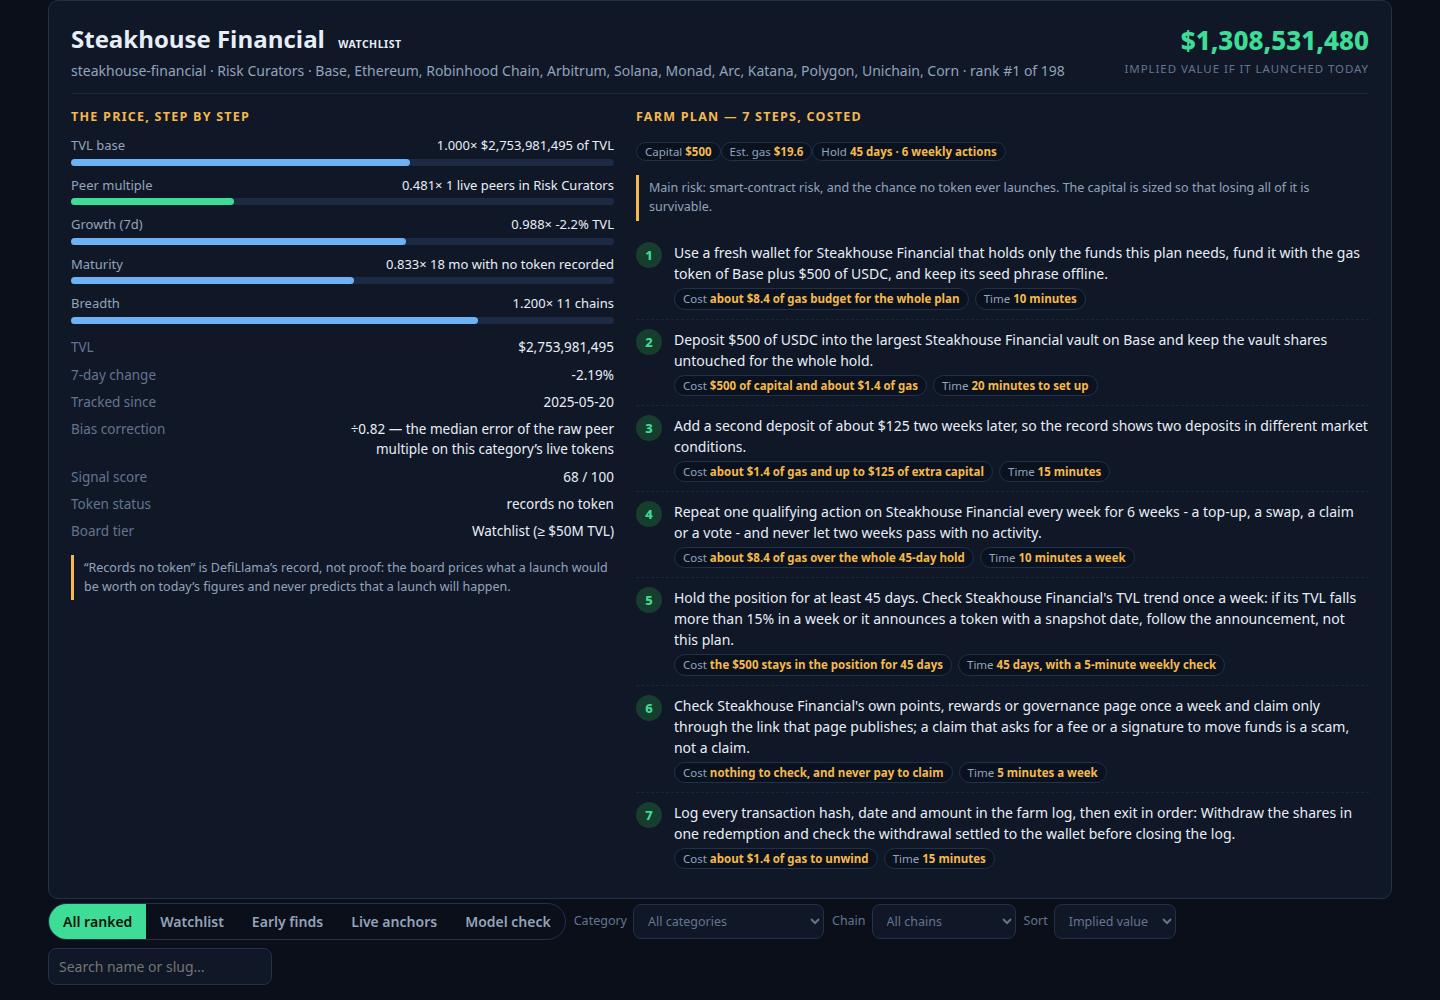 Steakhouse Financial WATCHLIST
$1,308,531,480
steakhouse-financial · Risk Curators · Base, Ethereum, Robinhood Chain, Arbitrum, Solana, Monad, Arc, Katana, Polygon, Unichain, Corn · rank #1 of 198
IMPLIED VALUE IF IT LAUNCHED TODAY
THE PRICE, STEP BY STEP
TVL base 1.000× $2,753,981,495 of TVL
Peer multiple 0.481× 1 live peers in Risk Curators
Growth (7d) 0.988× -2.2% TVL
Maturity 0.833× 18 mo with no token recorded
Breadth 1.200× 11 chains
TVL $2,753,981,495
7-day change -2.19%
Tracked since 2025-05-20
Bias correction ÷0.82 — the median error of the raw peer
multiple on this category's live tokens
Signal score 68 / 100
Token status records no token
Board tier Watchlist (≥ $50M TVL)
“Records no token” is DefiLlama's record, not proof: the board prices what a launch would
be worth on today's figures and never predicts that a launch will happen.
FARM PLAN — 7 STEPS, COSTED
Capital $500 Est. gas $19.6 Hold 45 days · 6 weekly actions
Main risk: smart-contract risk, and the chance no token ever launches. The capital is sized so that losing all of it is
survivable.
1 Use a fresh wallet for Steakhouse Financial that holds only the funds this plan needs, fund it with the gas
token of Base plus $500 of USDC, and keep its seed phrase offline.
Cost about $8.4 of gas budget for the whole plan Time 10 minutes
2 Deposit $500 of USDC into the largest Steakhouse Financial vault on Base and keep the vault shares
untouched for the whole hold.
Cost $500 of capital and about $1.4 of gas Time 20 minutes to set up
3 Add a second deposit of about $125 two weeks later, so the record shows two deposits in different market
conditions.
Cost about $1.4 of gas and up to $125 of extra capital Time 15 minutes
4 Repeat one qualifying action on Steakhouse Financial every week for 6 weeks - a top-up, a swap, a claim
or a vote - and never let two weeks pass with no activity.
Cost about $8.4 of gas over the whole 45-day hold Time 10 minutes a week
5 Hold the position for at least 45 days. Check Steakhouse Financial's TVL trend once a week: if its TVL falls
more than 15% in a week or it announces a token with a snapshot date, follow the announcement, not
this plan.
Cost the $500 stays in the position for 45 days Time 45 days, with a 5-minute weekly check
6 Check Steakhouse Financial's own points, rewards or governance page once a week and claim only
through the link that page publishes; a claim that asks for a fee or a signature to move funds is a scam,
not a claim.
Cost nothing to check, and never pay to claim Time 5 minutes a week
7 Log every transaction hash, date and amount in the farm log, then exit in order: Withdraw the shares in
one redemption and check the withdrawal settled to the wallet before closing the log.
Cost about $1.4 of gas to unwind Time 15 minutes
All ranked Watchlist Early finds Live anchors Model check Category All categories Chain All chains Sort Implied value
Search name or slug...